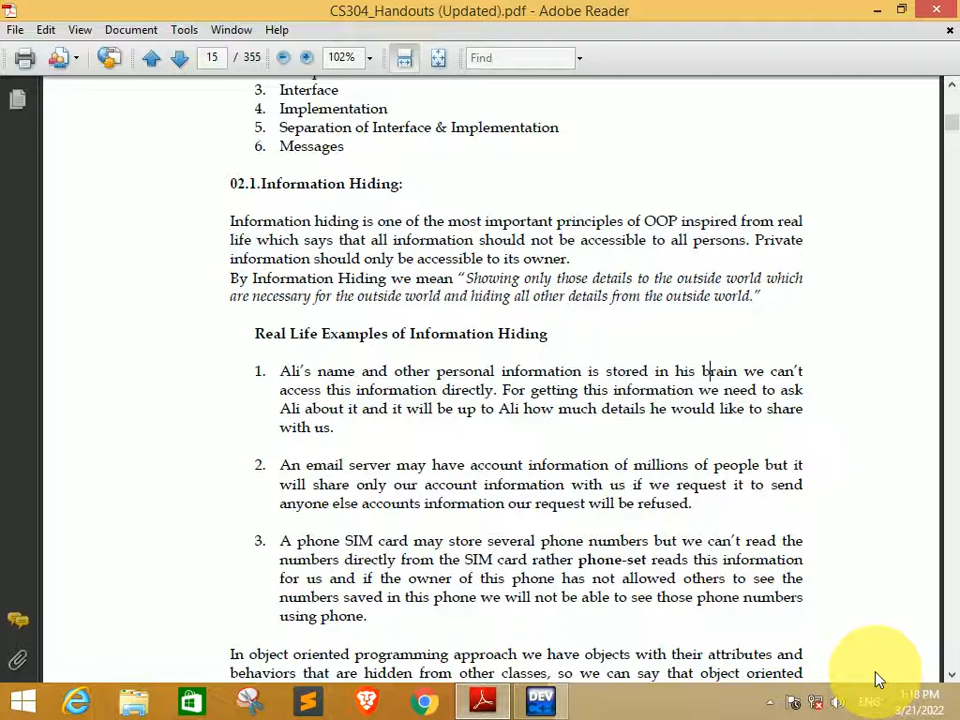 CS304_Handouts (Updated).pdf - Adobe Reader
File Edit View Document Tools Window Help
15 / 355 102% Find
3. Interface
4. Implementation
5. Separation of Interface & Implementation
6. Messages
02.1.Information Hiding:
Information hiding is one of the most important principles of OOP inspired from real
life which says that all information should not be accessible to all persons. Private
information should only be accessible to its owner.
By Information Hiding we mean “Showing only those details to the outside world which
are necessary for the outside world and hiding all other details from the outside world.”
Real Life Examples of Information Hiding
1. Ali’s name and other personal information is stored in his brain we can’t
access this information directly. For getting this information we need to ask
Ali about it and it will be up to Ali how much details he would like to share
with us.
2. An email server may have account information of millions of people but it
will share only our account information with us if we request it to send
anyone else accounts information our request will be refused.
3. A phone SIM card may store several phone numbers but we can’t read the
numbers directly from the SIM card rather phone-set reads this information
for us and if the owner of this phone has not allowed others to see the
numbers saved in this phone we will not be able to see those phone numbers
using phone.
In object oriented programming approach we have objects with their attributes and
behaviors that are hidden from other classes, so we can say that object oriented
DEV
ENG
1:18 PM
3/21/2022